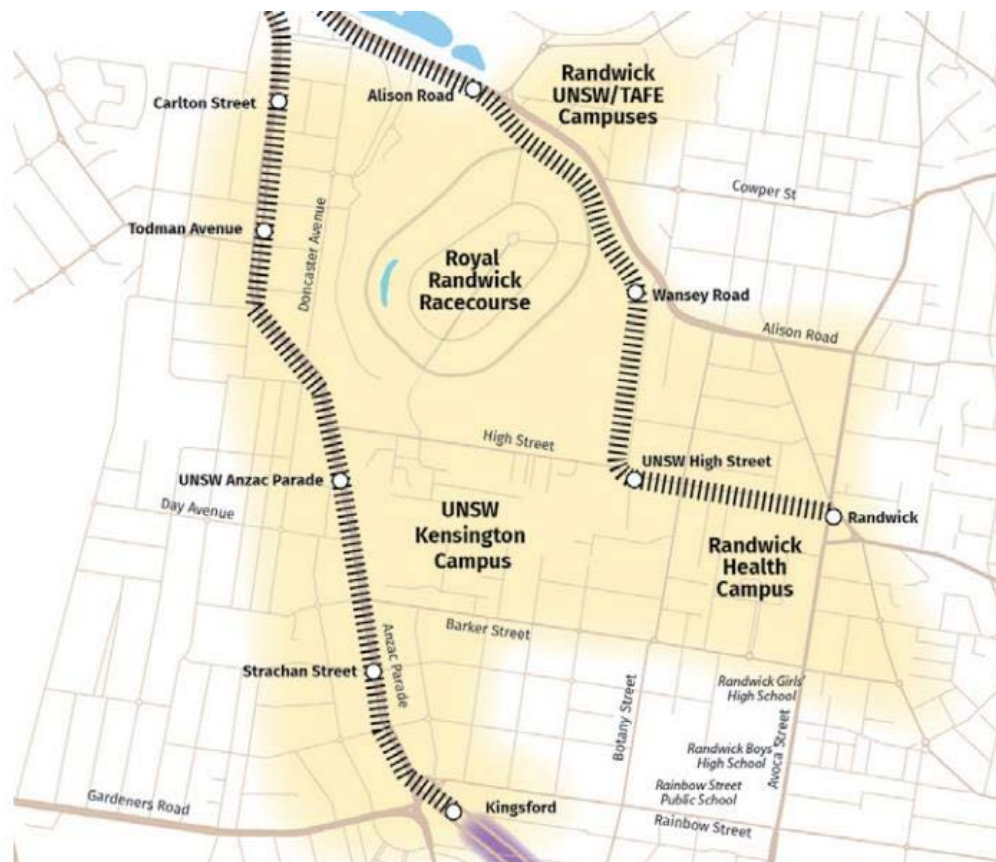 Randwick
UNSW/TAFE
Campuses
Alison Road
Carlton Street
Cowper St
Todman Avenue
Doncaster Avenue
Royal
Randwick
Racecourse
Wansey Road
Alison Road
High Street
UNSW High Street
UNSW Anzac Parade
Day Avenue
UNSW
Kensington
Campus
Randwick
Randwick
Health
Campus
Barker Street
Anzac Parade
Strachan Street
Randwick Girls'
High School
Botany Street
Avoca Street
Randwick Boys'
High School
Rainbow Street
Public School
Gardeners Road
Kingsford
Rainbow Street